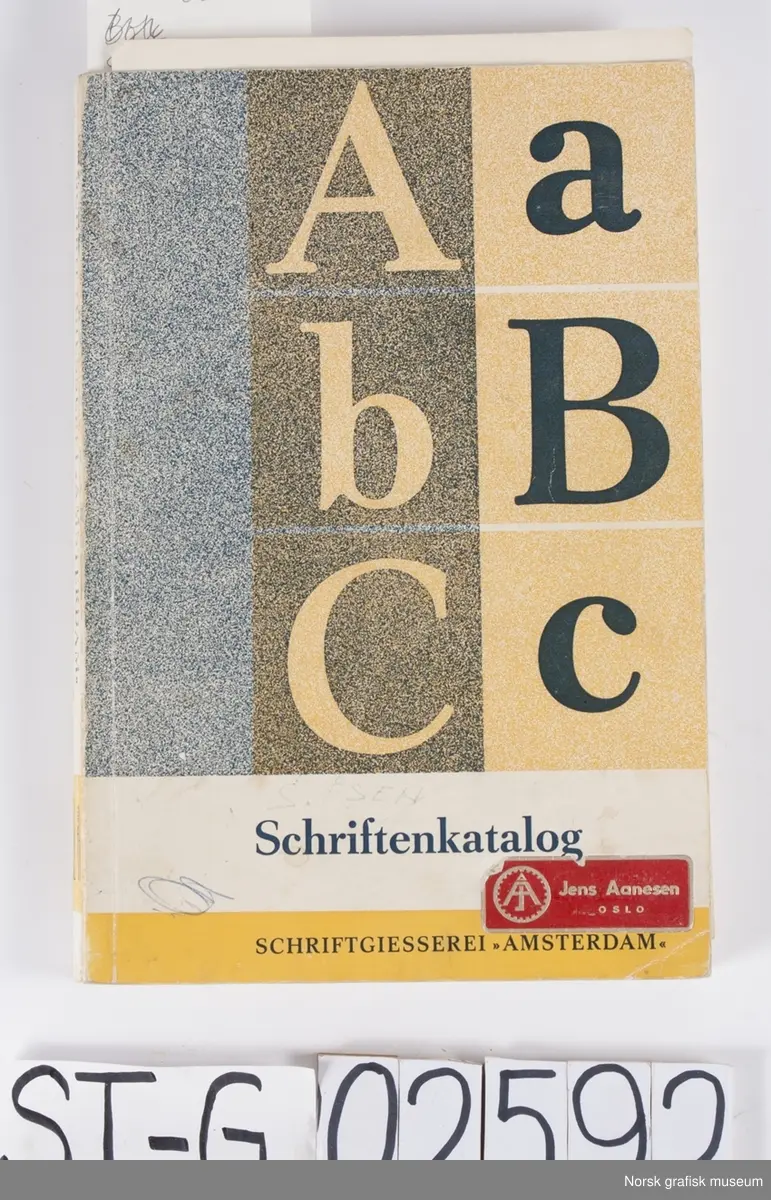 A a
b B
C c
Schriftenkatalog
Jens Aanesen
OSLO
SCHRIFTGIESSEREI »AMSTERDAM«
ST-G 02592
Norsk grafisk museum